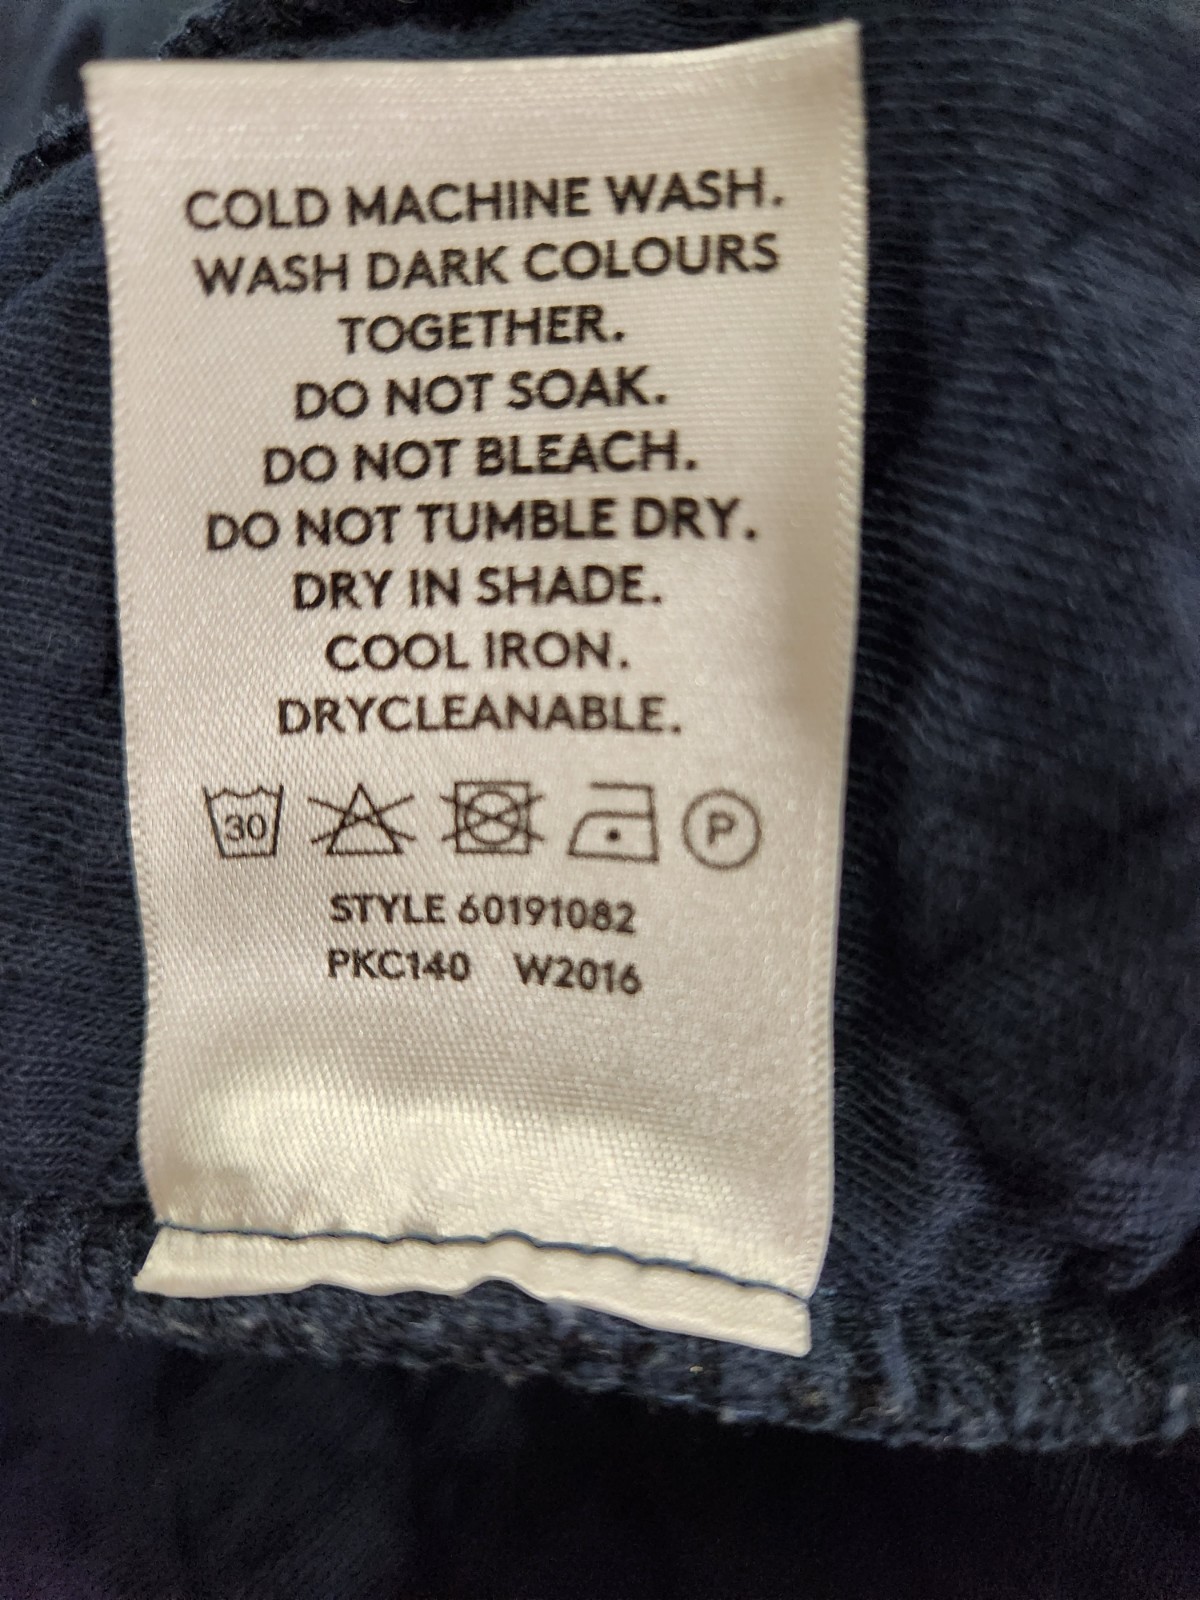 COLD MACHINE WASH.
WASH DARK COLOURS
TOGETHER.
DO NOT SOAK.
DO NOT BLEACH.
DO NOT TUMBLE DRY.
DRY IN SHADE.
COOL IRON.
DRYCLEANABLE.
30 P
STYLE 60191082
PKC140 W2016